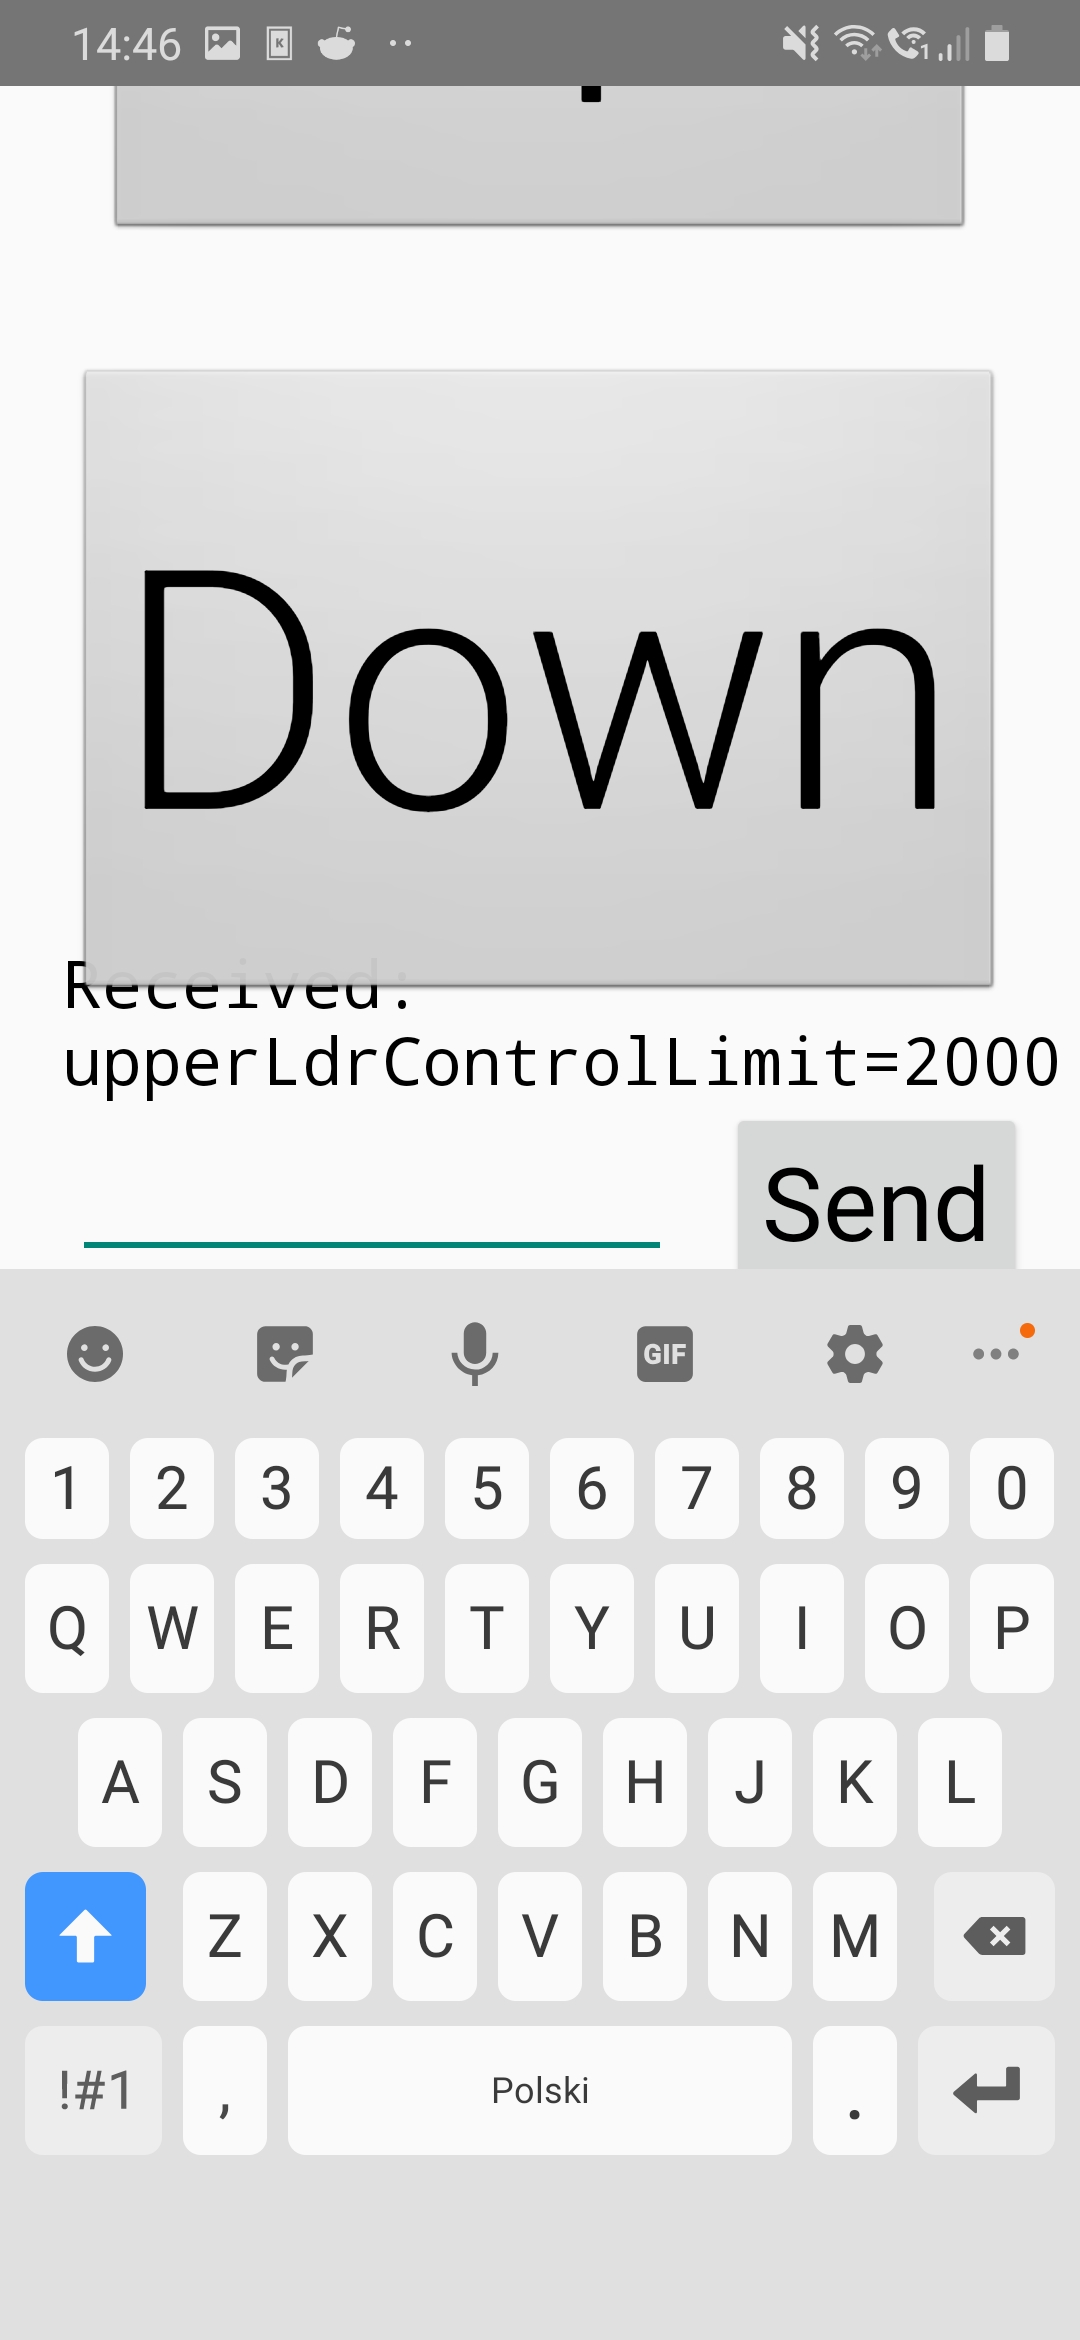 14:46
K
1
Down
Received:
upperLdrControlLimit=2000
Send
GIF
1 2 3 4 5 6 7 8 9 0
Q W E R T Y U I O P
A S D F G H J K L
Z X C V B N M
!#1 , Polski .